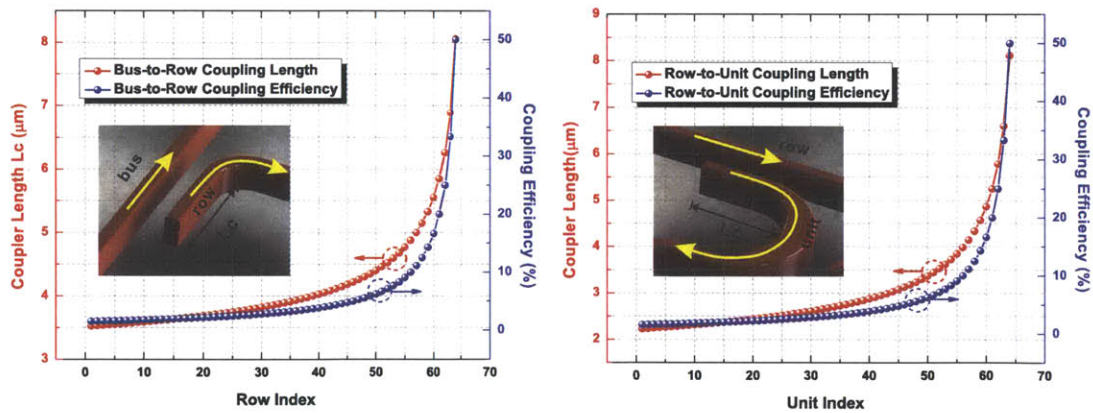 8
7
6
5
4
3
Coupler Length Lc (μm)
Bus-to-Row Coupling Length
Bus-to-Row Coupling Efficiency
bus
row
Lc
50
40
30
20
10
0
Coupling Efficiency (%)
0 10 20 30 40 50 60 70
Row Index
9
8
7
6
5
4
3
2
Coupler Length(μm)
Row-to-Unit Coupling Length
Row-to-Unit Coupling Efficiency
row
unit
50
40
30
20
10
0
Coupling Efficiency (%)
0 10 20 30 40 50 60 70
Unit Index